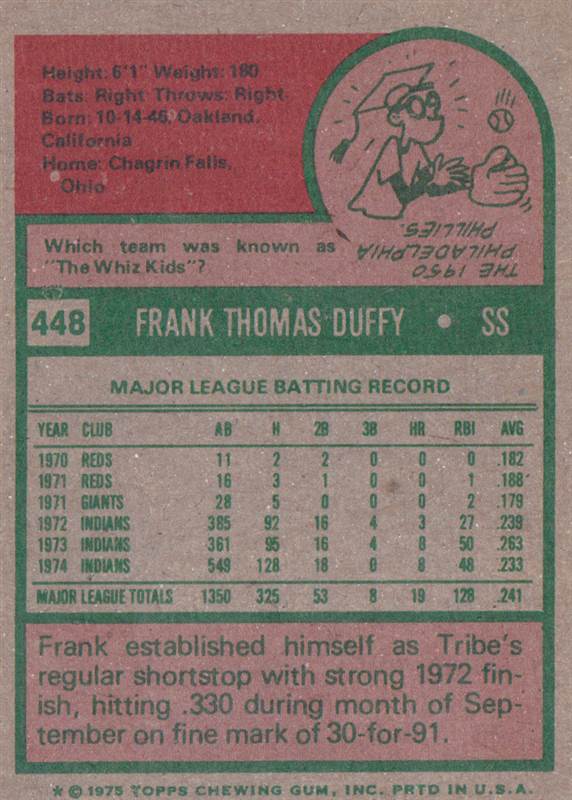 Height: 6'1" Weight: 180
Bats: Right Throws: Right
Born: 10-14-46, Oakland,
California
Home: Chagrin Falls,
Ohio
Which team was known as
"The Whiz Kids"?
THE 1950
PHILADELPHIA
PHILLIES.
448 FRANK THOMAS DUFFY • SS
MAJOR LEAGUE BATTING RECORD
YEAR CLUB AB H 2B 3B HR RBI AVG
1970 REDS 11 2 2 0 0 0 .182
1971 REDS 16 3 1 0 0 1 .188
1971 GIANTS 28 5 0 0 0 2 .179
1972 INDIANS 385 92 16 4 3 27 .239
1973 INDIANS 361 95 16 4 8 50 .263
1974 INDIANS 549 128 18 0 8 48 .233
MAJOR LEAGUE TOTALS 1350 325 53 8 19 128 .241
Frank established himself as Tribe's
regular shortstop with strong 1972 fin-
ish, hitting .330 during month of Sep-
tember on fine mark of 30-for-91.
* © 1975 TOPPS CHEWING GUM, INC. PRTD IN U.S.A.